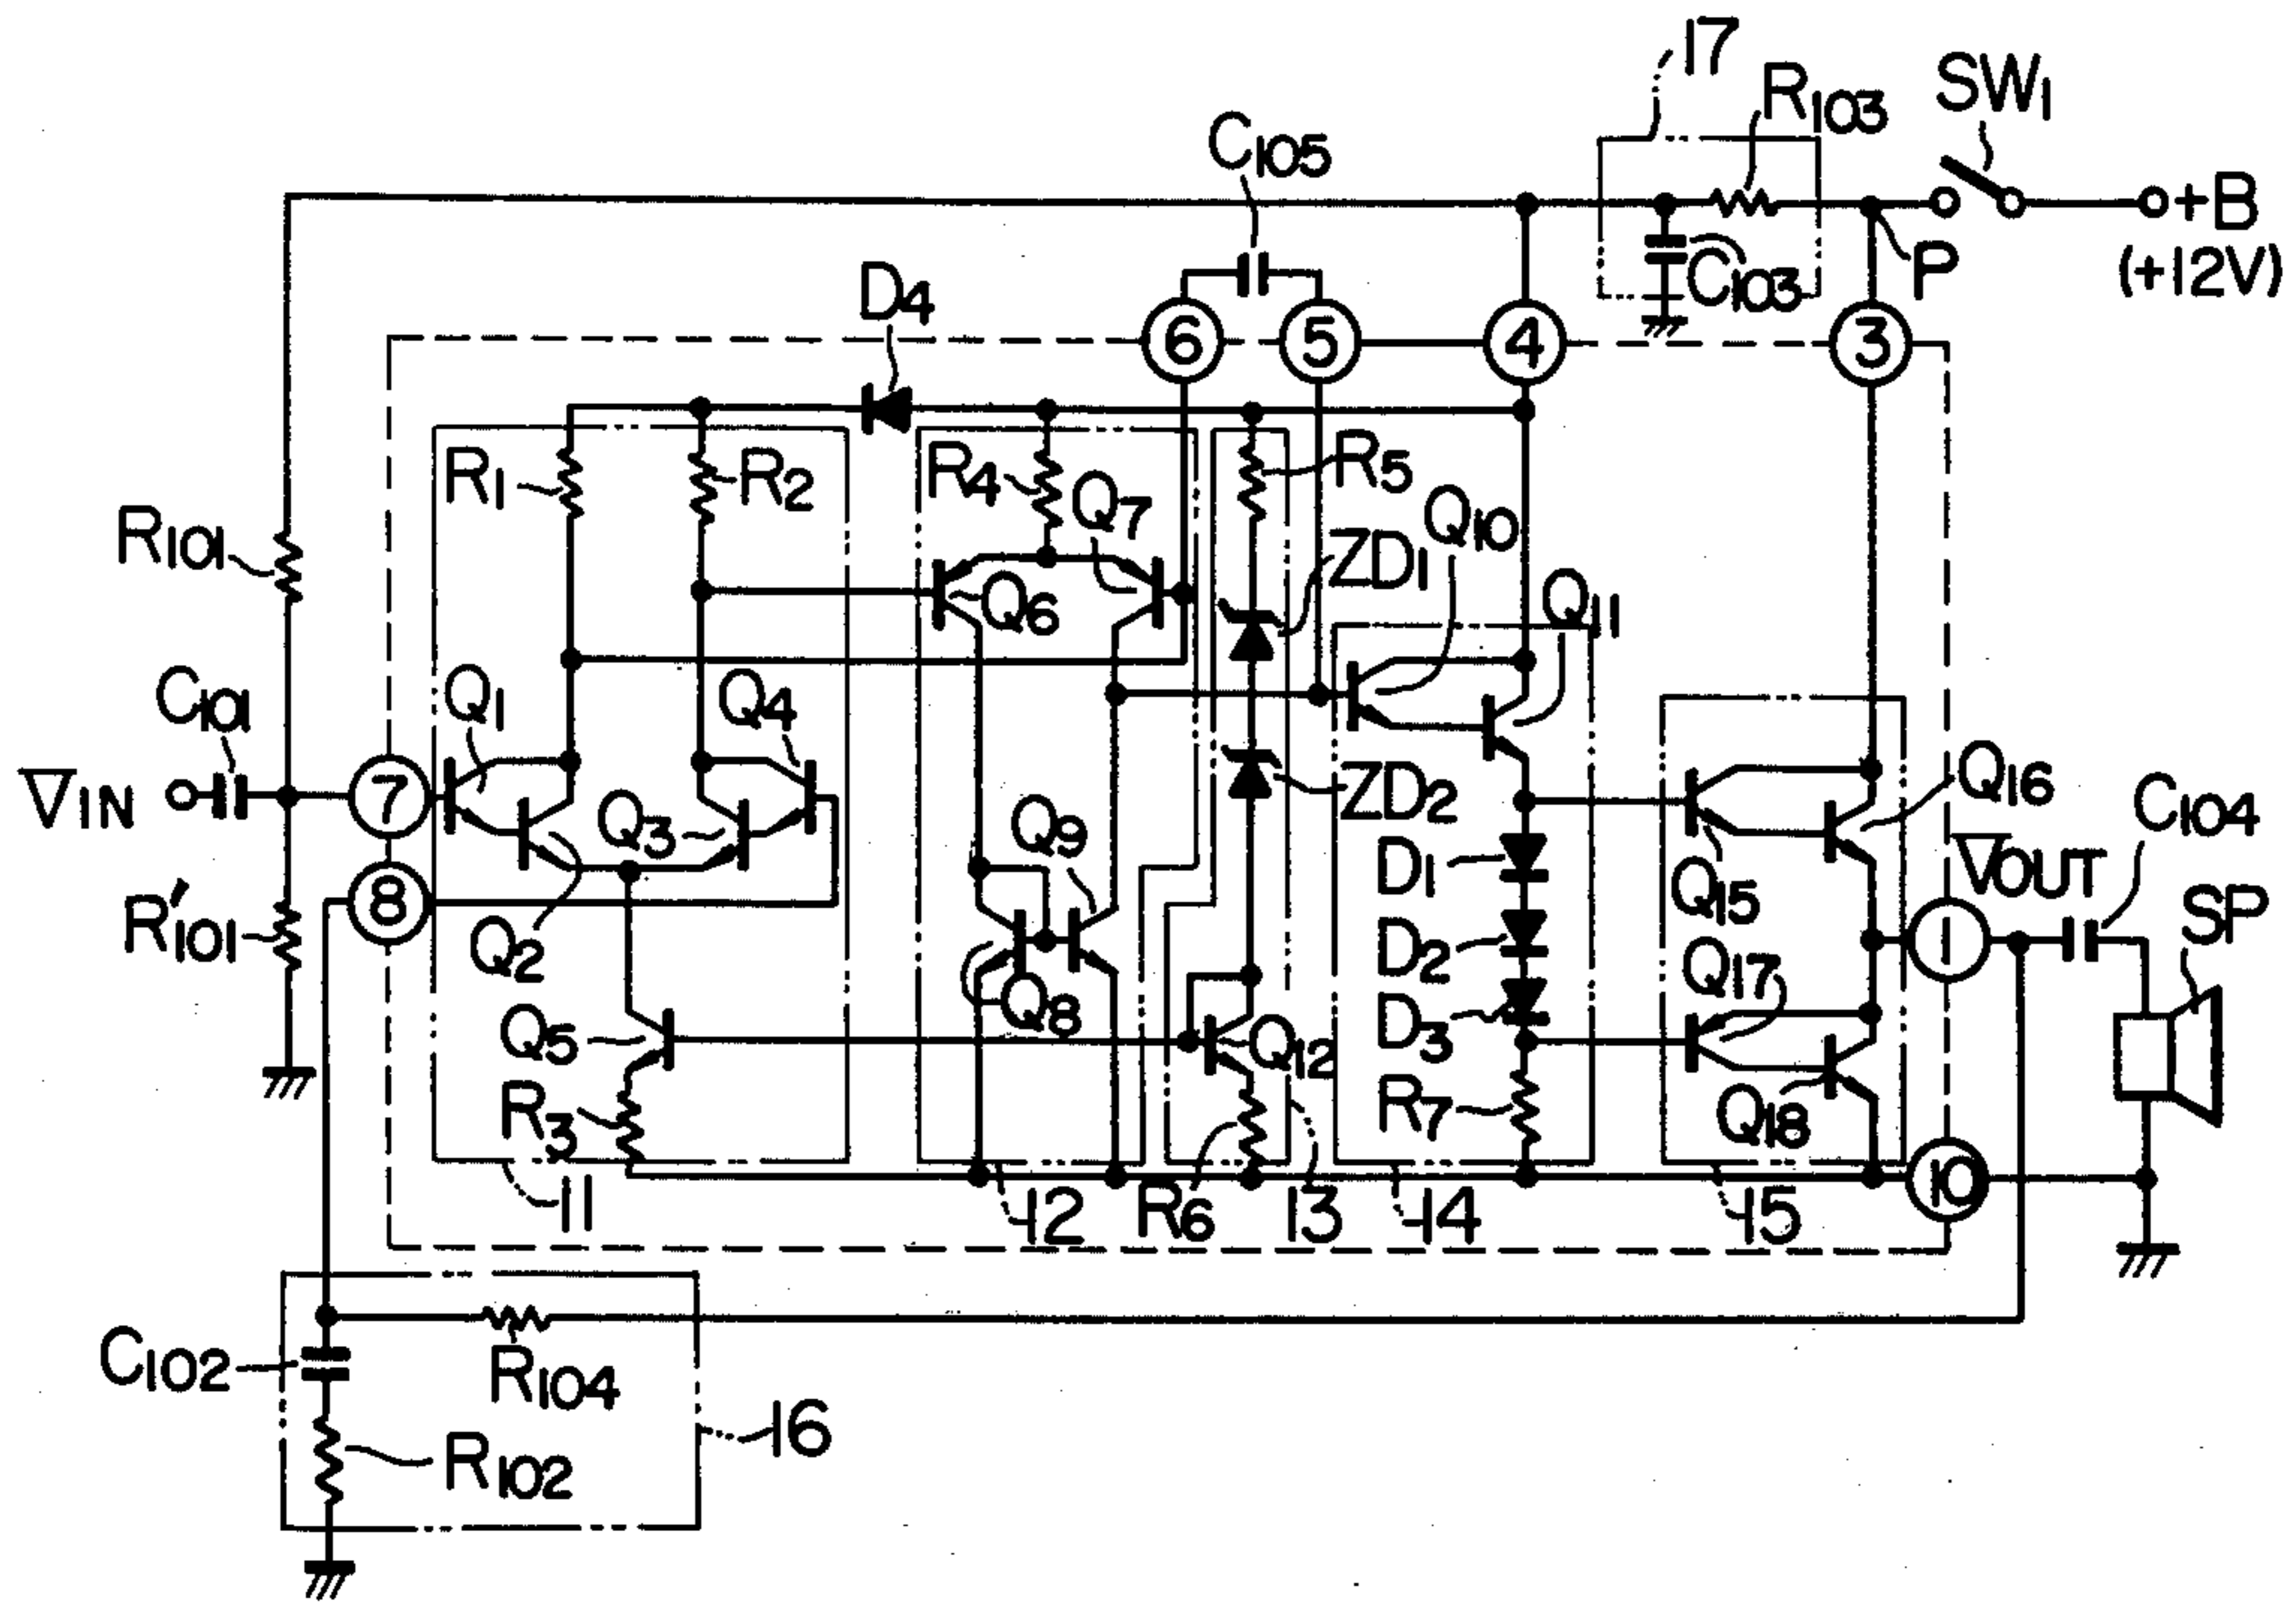 17
R103
SW1
C105
+B
(+12V)
P
D4
6
5
4
3
R1
R2
R4
Q7
R5
Q10
ZD1
Q11
R101
Q6
C101
Q1
Q4
VIN
7
Q3
Q9
ZD2
Q16
C104
D1
Q15
VOUT
SP
R'101
8
Q2
Q8
D2
Q17
1
Q5
Q12
D3
R3
R7
Q18
10
11
12
R6
13
14
15
C102
R104
16
R102